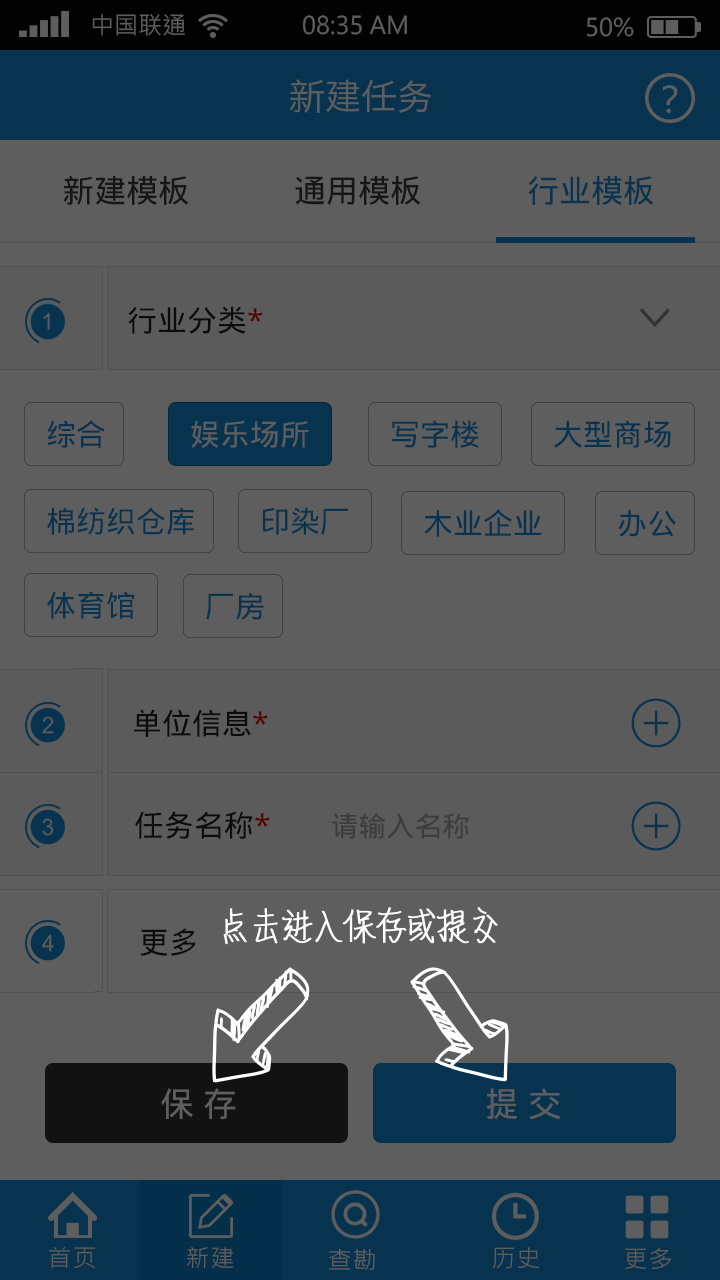 中国联通 08:35 AM 50%
新建任务 ?
新建模板 通用模板 行业模板
1 行业分类*
综合 娱乐场所 写字楼 大型商场
棉纺织仓库 印染厂 木业企业 办公
体育馆 厂房
2 单位信息*
3 任务名称* 请输入名称
点击进入保存或提交
4 更多
保存 提交
首页 新建 查勘 历史 更多